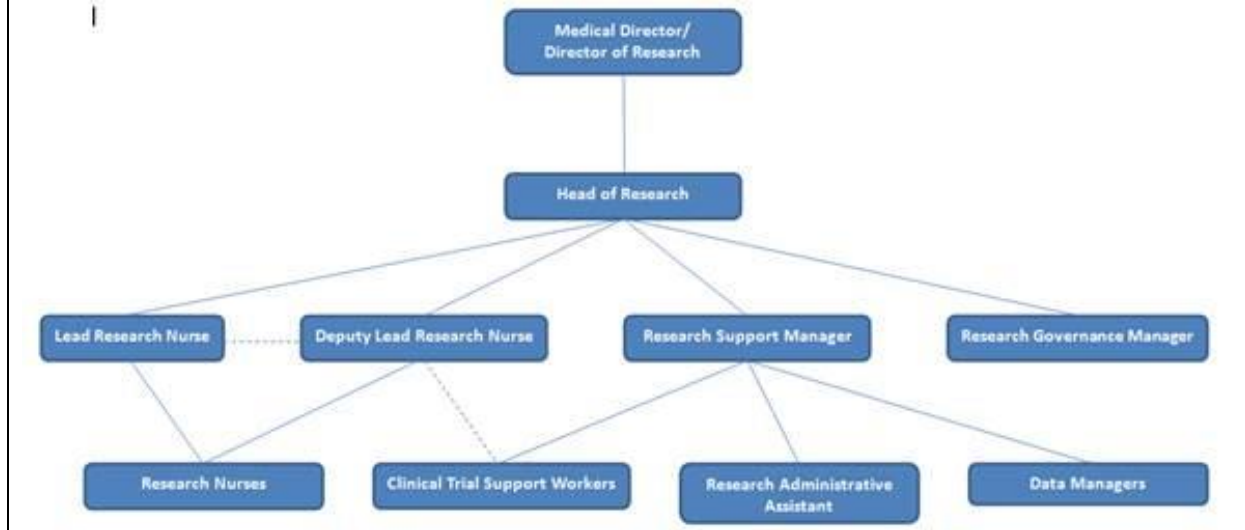 Medical Director/
Director of Research
Head of Research
Lead Research Nurse
Deputy Lead Research Nurse
Research Support Manager
Research Governance Manager
Research Nurses
Clinical Trial Support Workers
Research Administrative
Assistant
Data Managers